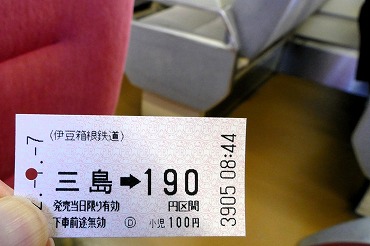 (伊豆箱根鉄道)
三島➡190
発売当日限り有効 円区間
下車前途無効 Ⓓ 小児 100円
3905 08:44
-7